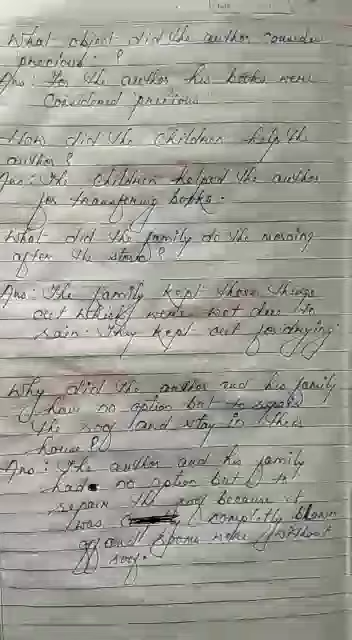 What object did the author consider
precious: ?
Ans: For the author his books were
considered precious
How did the children help the
author?
Ans: The children helped the author
for transfering books.
What did the family do the morning
after the storm?
Ans: The family kept those things
out which were wet due to
rain. They kept out for drying.
Why did the author and his family
have no option but to repair
the roof and stay in their
house?
Ans: The author and his family
had no option but to
repair the roof because it
was completly blown
off and rooms were without
roof.